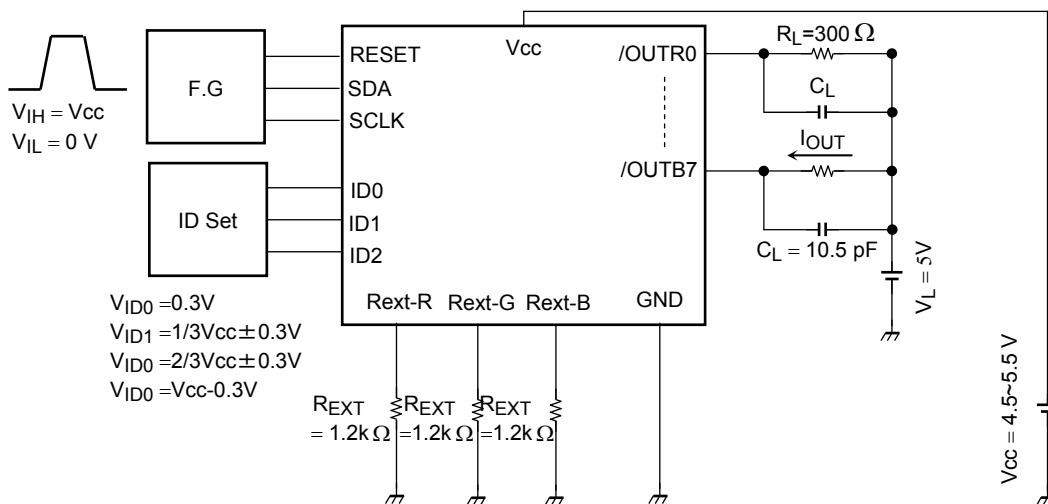 V_IH = Vcc
V_IL = 0 V
F.G
ID Set
V_ID0 =0.3V
V_ID1 =1/3Vcc±0.3V
V_ID0 =2/3Vcc±0.3V
V_ID0 =Vcc-0.3V
RESET
SDA
SCLK
ID0
ID1
ID2
Vcc
/OUTR0
/OUTB7
Rext-R
Rext-G
Rext-B
GND
R_L=300 Ω
C_L
I_OUT
C_L = 10.5 pF
V_L = 5V
R_EXT
= 1.2k Ω
R_EXT
=1.2k Ω
R_EXT
=1.2k Ω
Vcc = 4.5~5.5 V